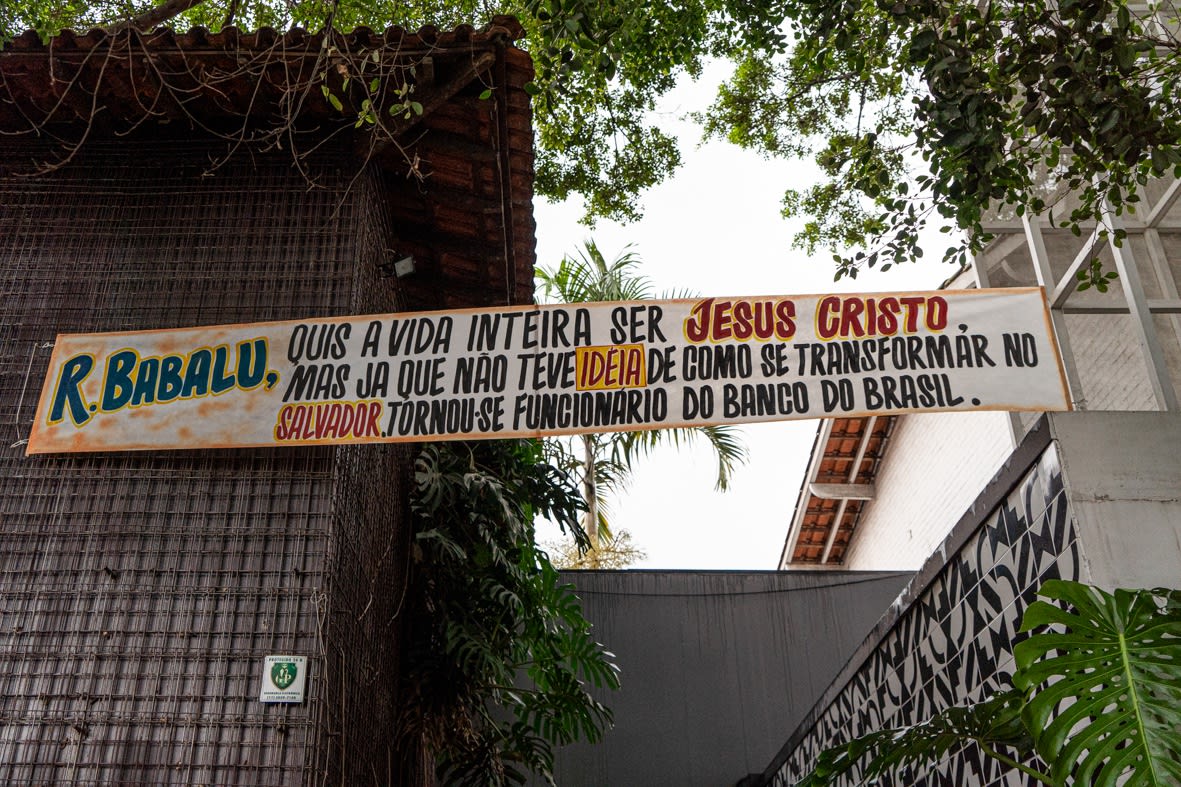 R. BABALU,
QUIS A VIDA INTEIRA SER JESUS CRISTO,
MAS JA QUE NÃO TEVE IDÉIA DE COMO SE TRANSFORMAR NO
SALVADOR. TORNOU-SE FUNCIONÁRIO DO BANCO DO BRASIL.